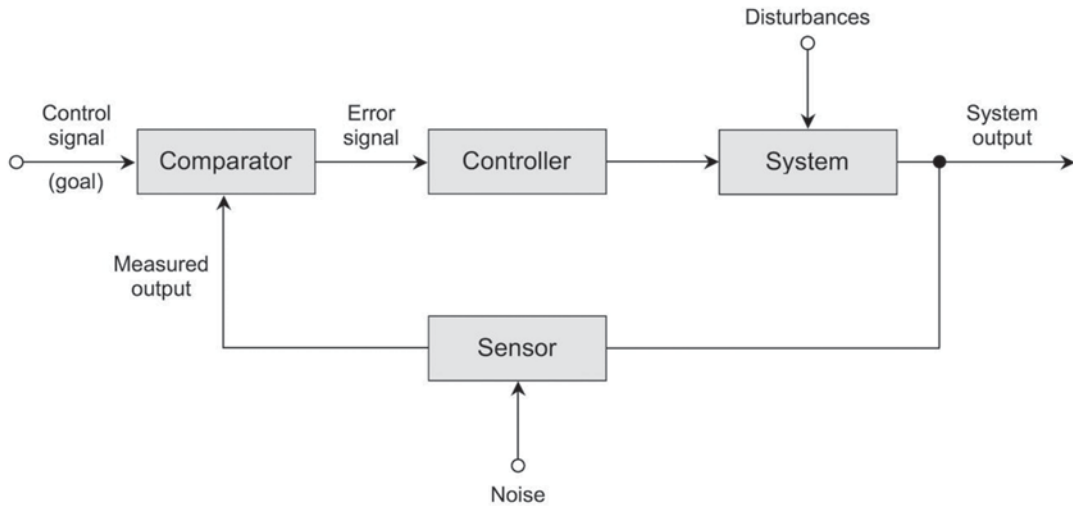 Disturbances
Control
signal
(goal)
Comparator
Error
signal
Controller
System
System
output
Measured
output
Sensor
Noise